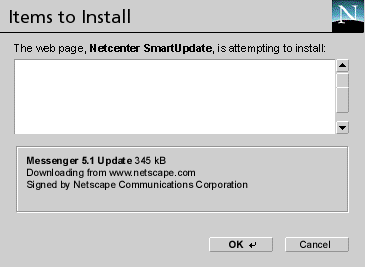 Items to Install
N
The web page, Netcenter SmartUpdate, is attempting to install:
Messenger 5.1 Update 345 kB
Downloading from www.netscape.com
Signed by Netscape Communications Corporation
OK ↵
Cancel